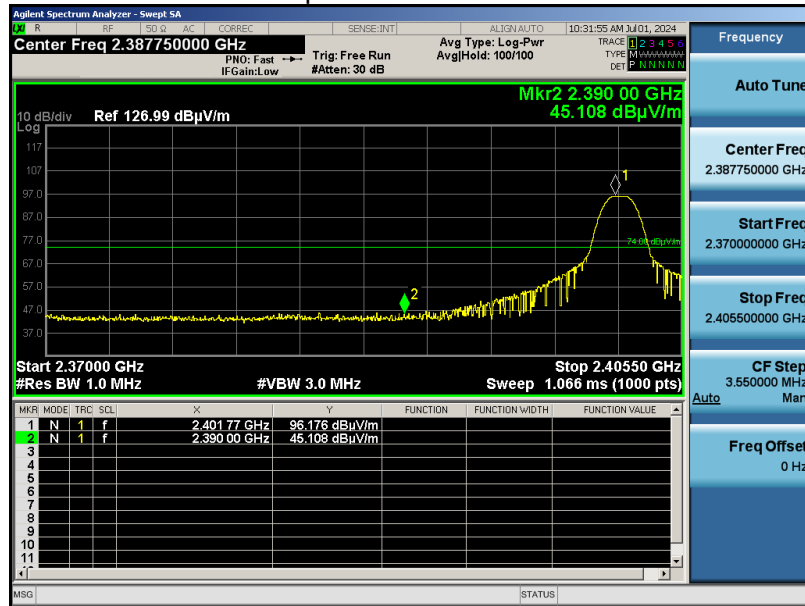 Agilent Spectrum Analyzer - Swept SA
LXI R RF 50 Ω AC CORREC SENSE:INT ALIGN AUTO 10:31:55 AM Jul 01, 2024
Center Freq 2.387750000 GHz
PNO: Fast
IFGain:Low
Trig: Free Run
#Atten: 30 dB
Avg Type: Log-Pwr
Avg|Hold: 100/100
TRACE 1 2 3 4 5 6
TYPE M
DET P N N N N N
Mkr2 2.390 00 GHz
45.108 dBµV/m
10 dB/div Ref 126.99 dBµV/m
Log
117
107
97.0
87.0
77.0
67.0
57.0
47.0
37.0
1
74.00 dBµV/m
2
Start 2.37000 GHz Stop 2.40550 GHz
#Res BW 1.0 MHz #VBW 3.0 MHz Sweep 1.066 ms (1000 pts)
MKR MODE TRC SCL X Y FUNCTION FUNCTION WIDTH FUNCTION VALUE
1 N 1 f 2.401 77 GHz 96.176 dBµV/m
2 N 1 f 2.390 00 GHz 45.108 dBµV/m
3
4
5
6
7
8
9
10
11
MSG STATUS
Frequency
Auto Tune
Center Freq
2.387750000 GHz
Start Freq
2.370000000 GHz
Stop Freq
2.405500000 GHz
CF Step
3.550000 MHz
Auto Man
Freq Offset
0 Hz